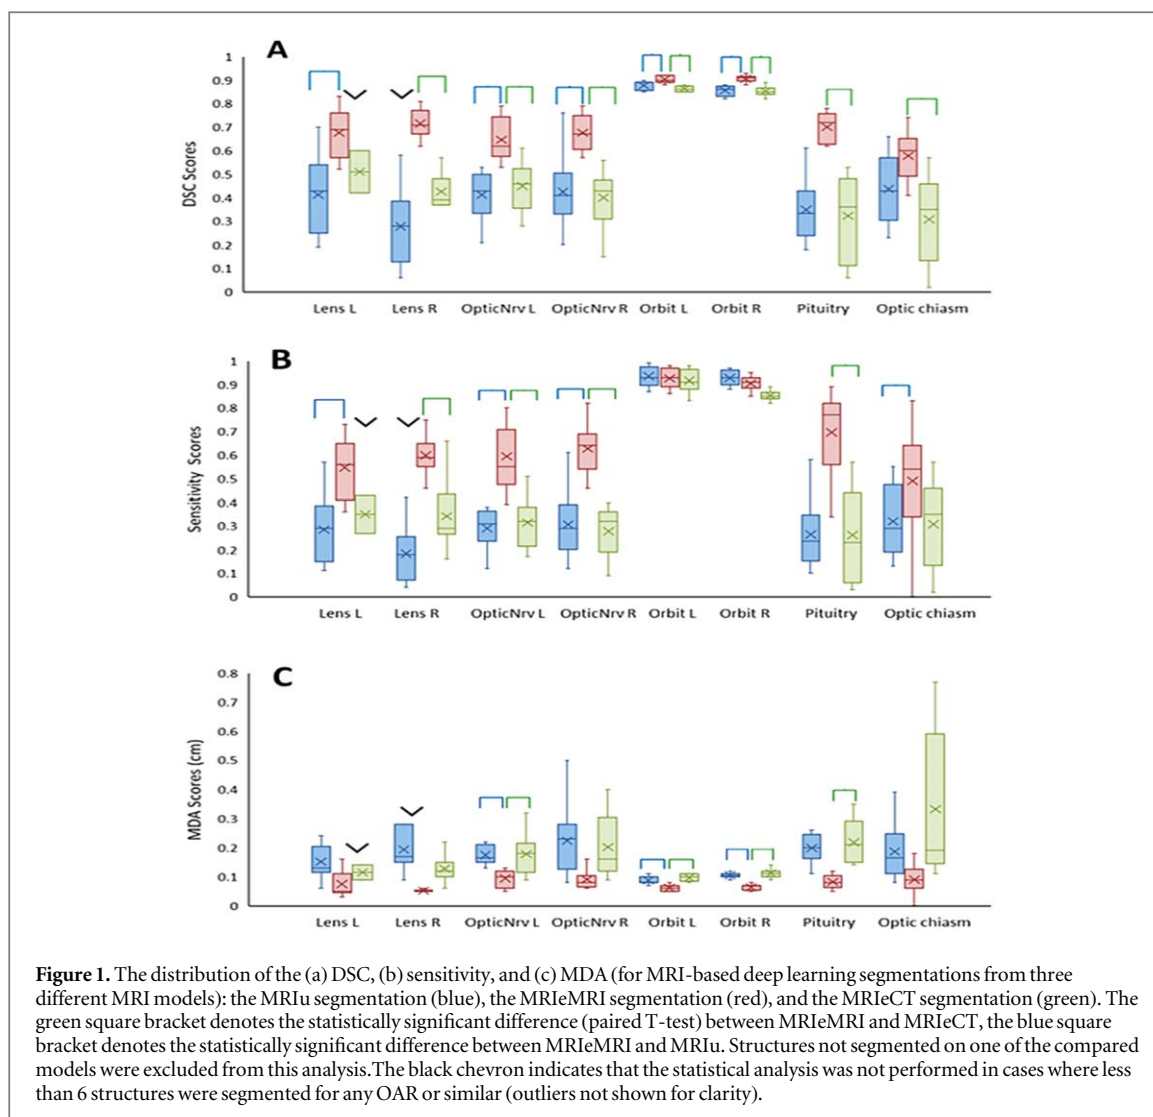 A
1
0.9
0.8
0.7
0.6
0.5
0.4
0.3
0.2
0.1
0
DSC Scores
Lens L Lens R OpticNrv L OpticNrv R Orbit L Orbit R Pituitry Optic chiasm
B
1
0.9
0.8
0.7
0.6
0.5
0.4
0.3
0.2
0.1
0
Sensitivity Scores
Lens L Lens R OpticNrv L OpticNrv R Orbit L Orbit R Pituitry Optic chiasm
C
0.8
0.7
0.6
0.5
0.4
0.3
0.2
0.1
0
MDA Scores (cm)
Lens L Lens R OpticNrv L OpticNrv R Orbit L Orbit R Pituitry Optic chiasm
Figure 1. The distribution of the (a) DSC, (b) sensitivity, and (c) MDA (for MRI-based deep learning segmentations from three
different MRI models): the MRIu segmentation (blue), the MRIeMRI segmentation (red), and the MRIeCT segmentation (green). The
green square bracket denotes the statistically significant difference (paired T-test) between MRIeMRI and MRIeCT, the blue square
bracket denotes the statistically significant difference between MRIeMRI and MRIu. Structures not segmented on one of the compared
models were excluded from this analysis.The black chevron indicates that the statistical analysis was not performed in cases where less
than 6 structures were segmented for any OAR or similar (outliers not shown for clarity).